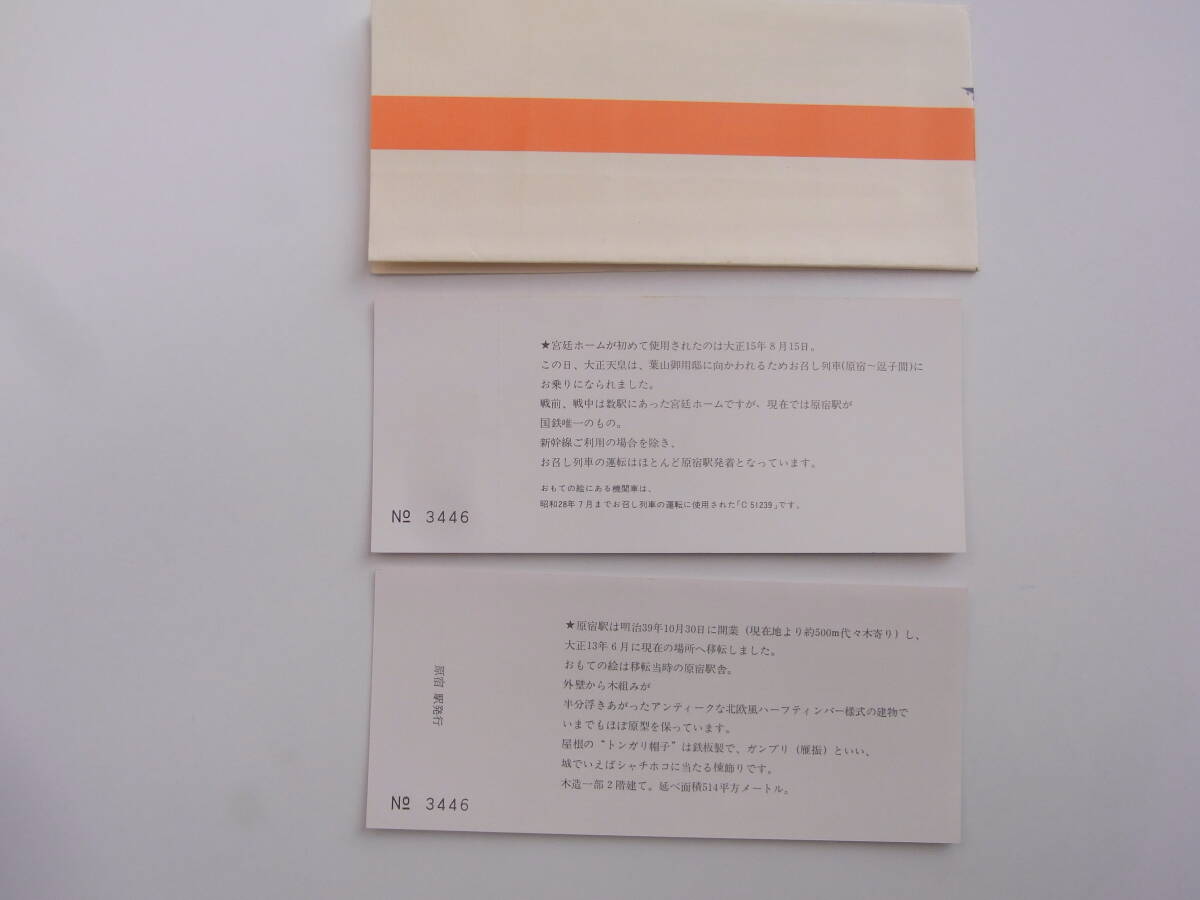 ★宮廷ホームが初めて使用されたのは大正15年8月15日。
この日、大正天皇は、葉山御用邸に向かわれるためお召し列車(原宿〜逗子間)に
お乗りになられました。
戦前、戦中は数駅にあった宮廷ホームですが、現在では原宿駅が
国鉄唯一のもの。
新幹線ご利用の場合を除き、
お召し列車の運転はほとんど原宿駅発着となっています。
おもての絵にある機関車は、
昭和28年7月までお召し列車の運転に使用された「C 51239」です。
№ 3446
★原宿駅は明治39年10月30日に開業（現在地より約500m代々木寄り）し、
大正13年6月に現在の場所へ移転しました。
おもての絵は移転当時の原宿駅舎。
外壁から木組みが
半分浮きあがったアンティークな北欧風ハーフティンバー様式の建物で
いまでもほぼ原型を保っています。
屋根の“トンガリ帽子”は鉄板製で、ガンブリ（雁振）といい、
城でいえばシャチホコに当たる棟飾りです。
木造一部2階建て。延べ面積514平方メートル。
原宿駅発行
№ 3446